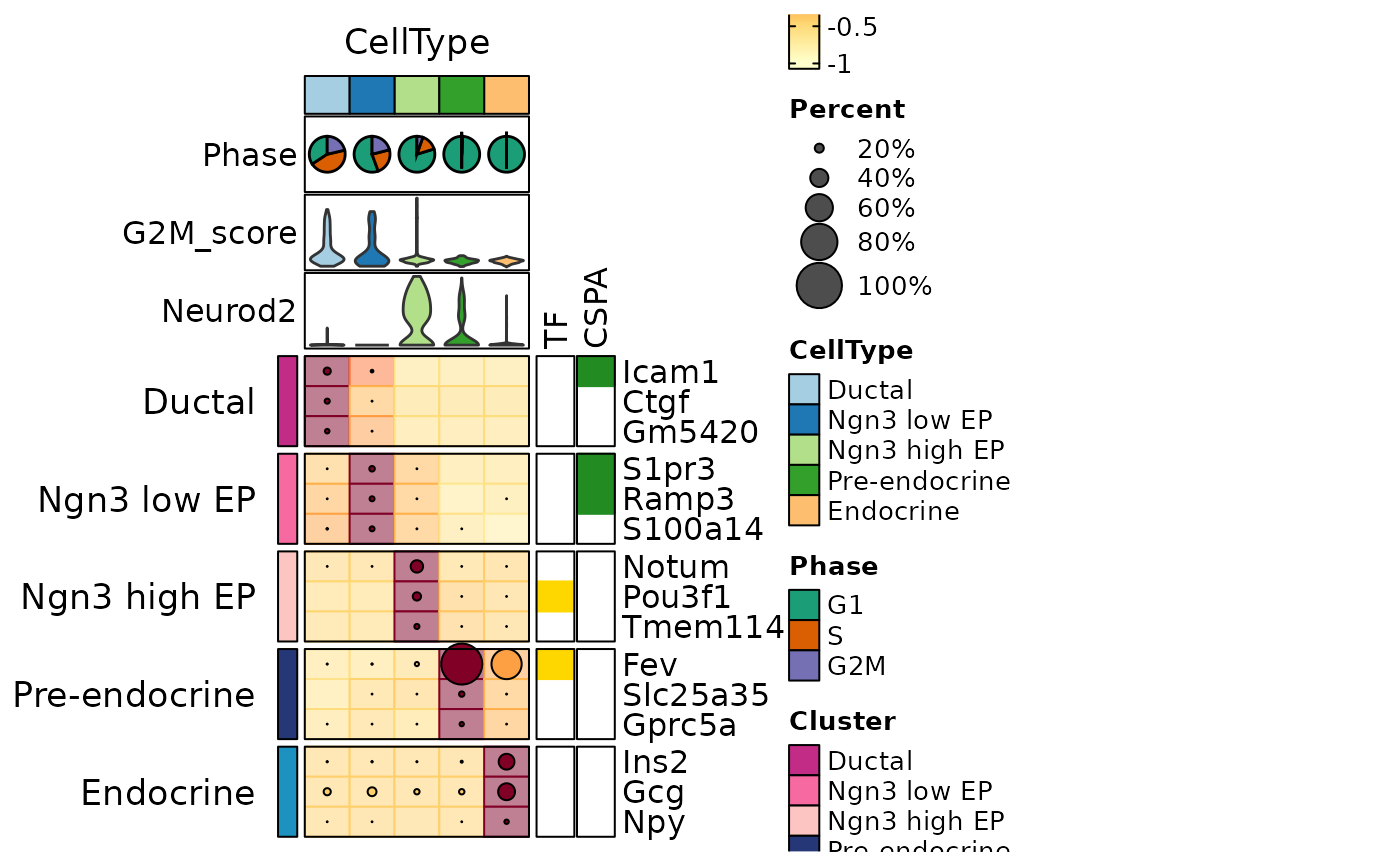 CellType
Phase
G2M_score
Neurod2
TF
CSPA
Ductal
Icam1
Ctgf
Gm5420
Ngn3 low EP
S1pr3
Ramp3
S100a14
Ngn3 high EP
Notum
Pou3f1
Tmem114
Pre-endocrine
Fev
Slc25a35
Gprc5a
Endocrine
Ins2
Gcg
Npy
-0.5
-1
Percent
20%
40%
60%
80%
100%
CellType
Ductal
Ngn3 low EP
Ngn3 high EP
Pre-endocrine
Endocrine
Phase
G1
S
G2M
Cluster
Ductal
Ngn3 low EP
Ngn3 high EP
Pre-endocrine